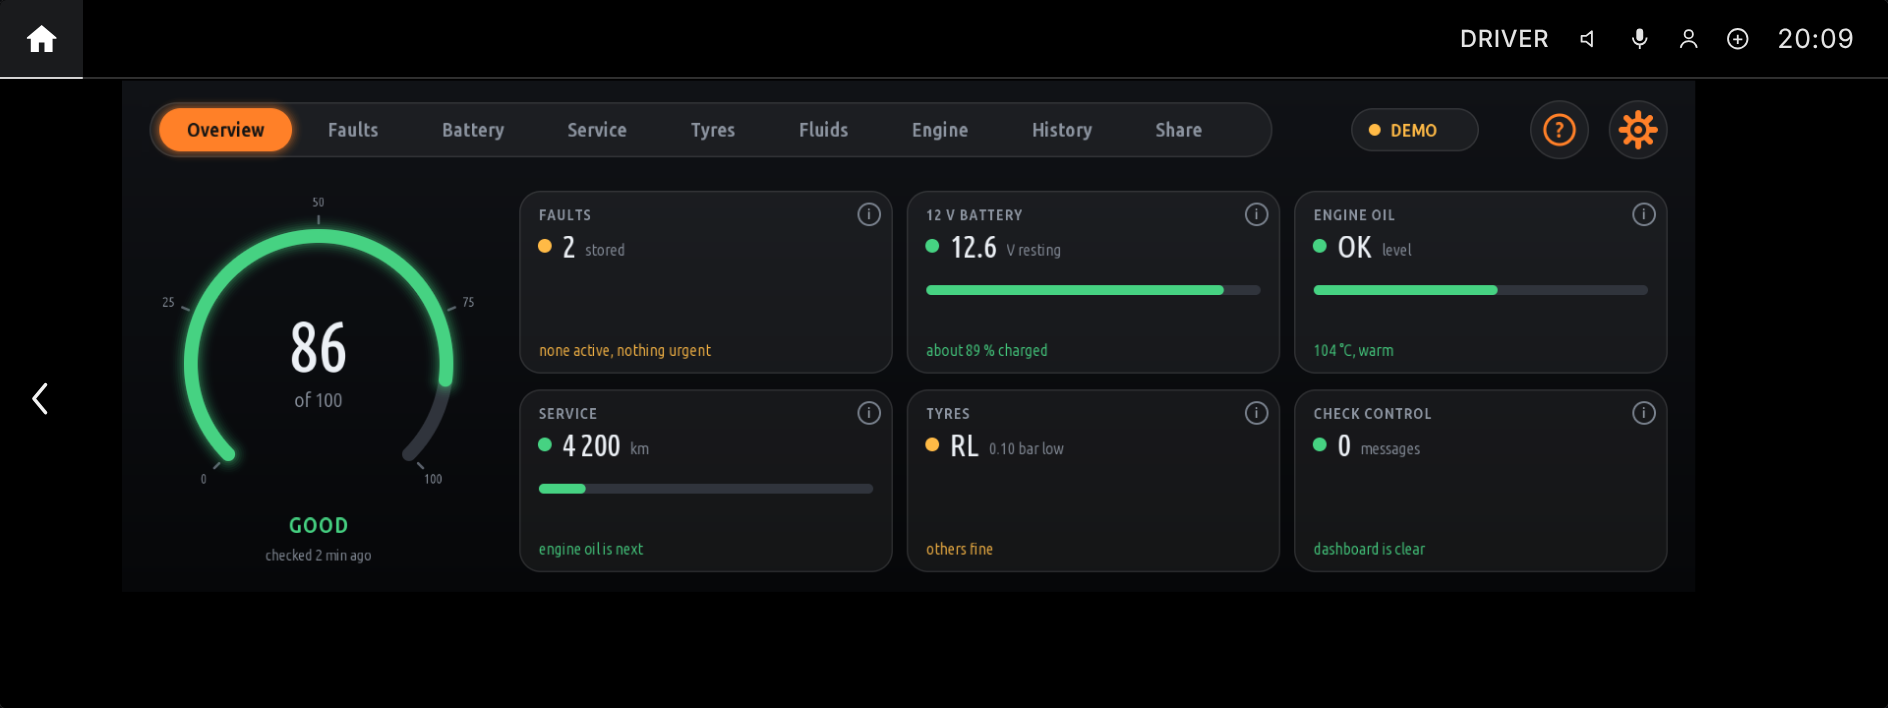 DRIVER 20:09
Overview Faults Battery Service Tyres Fluids Engine History Share DEMO ?
50
25
75
86
of 100
0
100
GOOD
checked 2 min ago
FAULTS i
2 stored
none active, nothing urgent
12 V BATTERY i
12.6 V resting
about 89 % charged
ENGINE OIL i
OK level
104 °C, warm
SERVICE i
4 200 km
engine oil is next
TYRES i
RL 0.10 bar low
others fine
CHECK CONTROL i
0 messages
dashboard is clear